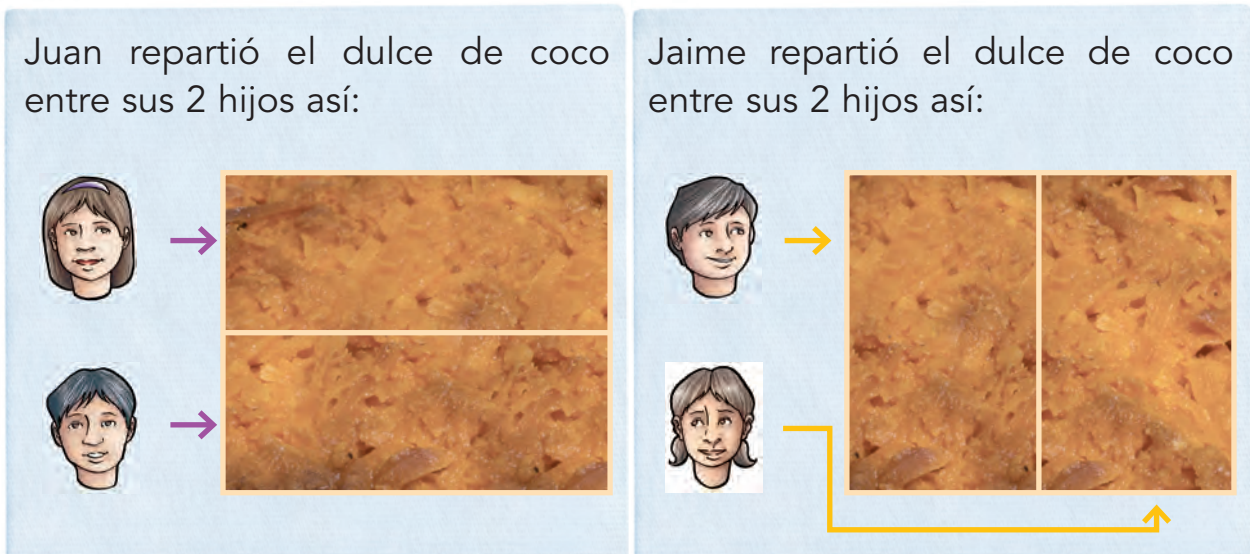 Juan repartió el dulce de coco
entre sus 2 hijos así:
Jaime repartió el dulce de coco
entre sus 2 hijos así: